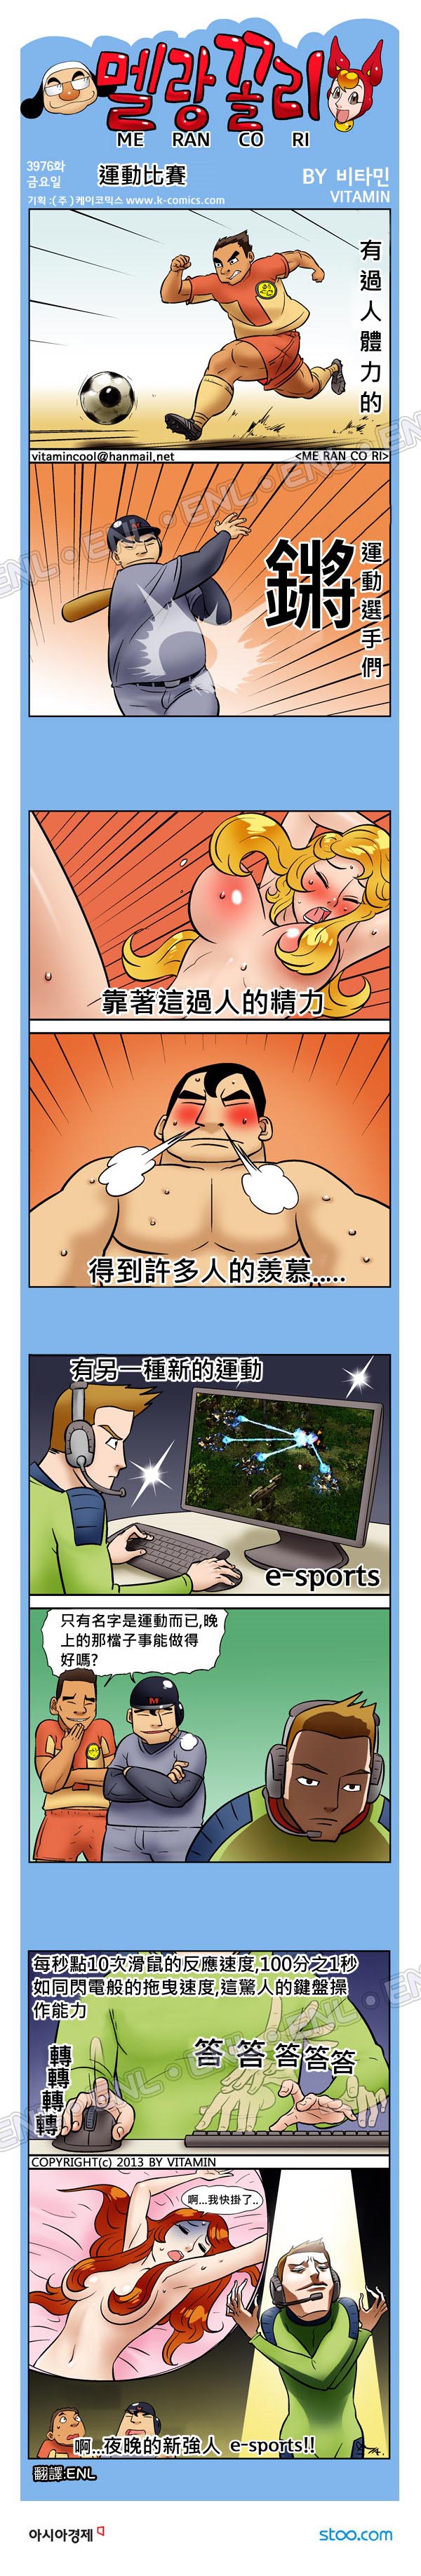 멜랑꼴리
ME RAN CO RI
3976화
금요일
運動比賽
BY 비타민
VITAMIN
기획 :(주)케이코믹스 www.k-comics.com
有過人體力的
vitamincool@hanmail.net
<ME RAN CO RI>
鏘
運動選手們
靠著這過人的精力
得到許多人的羨慕.....
有另一種新的運動
e-sports
只有名字是運動而已,晚
上的那檔子事能做得
好嗎?
M
每秒點10次滑鼠的反應速度,100分之1秒
如同閃電般的拖曳速度,這驚人的鍵盤操
作能力
轉轉轉轉
答 答 答答答
COPYRIGHT(c) 2013 BY VITAMIN
啊...我快掛了..
啊...夜晚的新強人 e-sports!!
翻譯:ENL
아시아경제
stoo.com
ENL • ENL • ENL • ENL
ENL • ENL • ENL • ENL